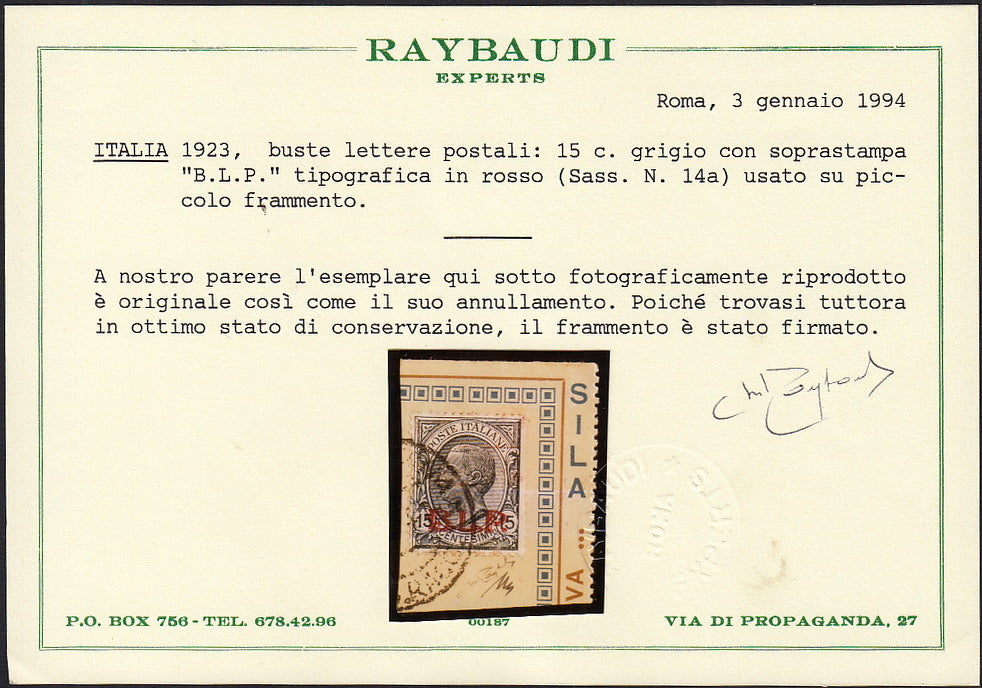 RAYBAUDI
EXPERTS
Roma, 3 gennaio 1994
ITALIA 1923, buste lettere postali: 15 c. grigio con soprastampa
"B.L.P." tipografica in rosso (Sass. N. 14a) usato su pic-
colo frammento.
A nostro parere l'esemplare qui sotto fotograficamente riprodotto
è originale così come il suo annullamento. Poiché trovasi tuttora
in ottimo stato di conservazione, il frammento è stato firmato.
SILA
VA ...
POSTE ITALIANE
15 B.L.P. 15
CENTESIMI
RAYBAUDI
ROMA
P.O. BOX 756 - TEL. 678.42.96
00187
VIA DI PROPAGANDA, 27